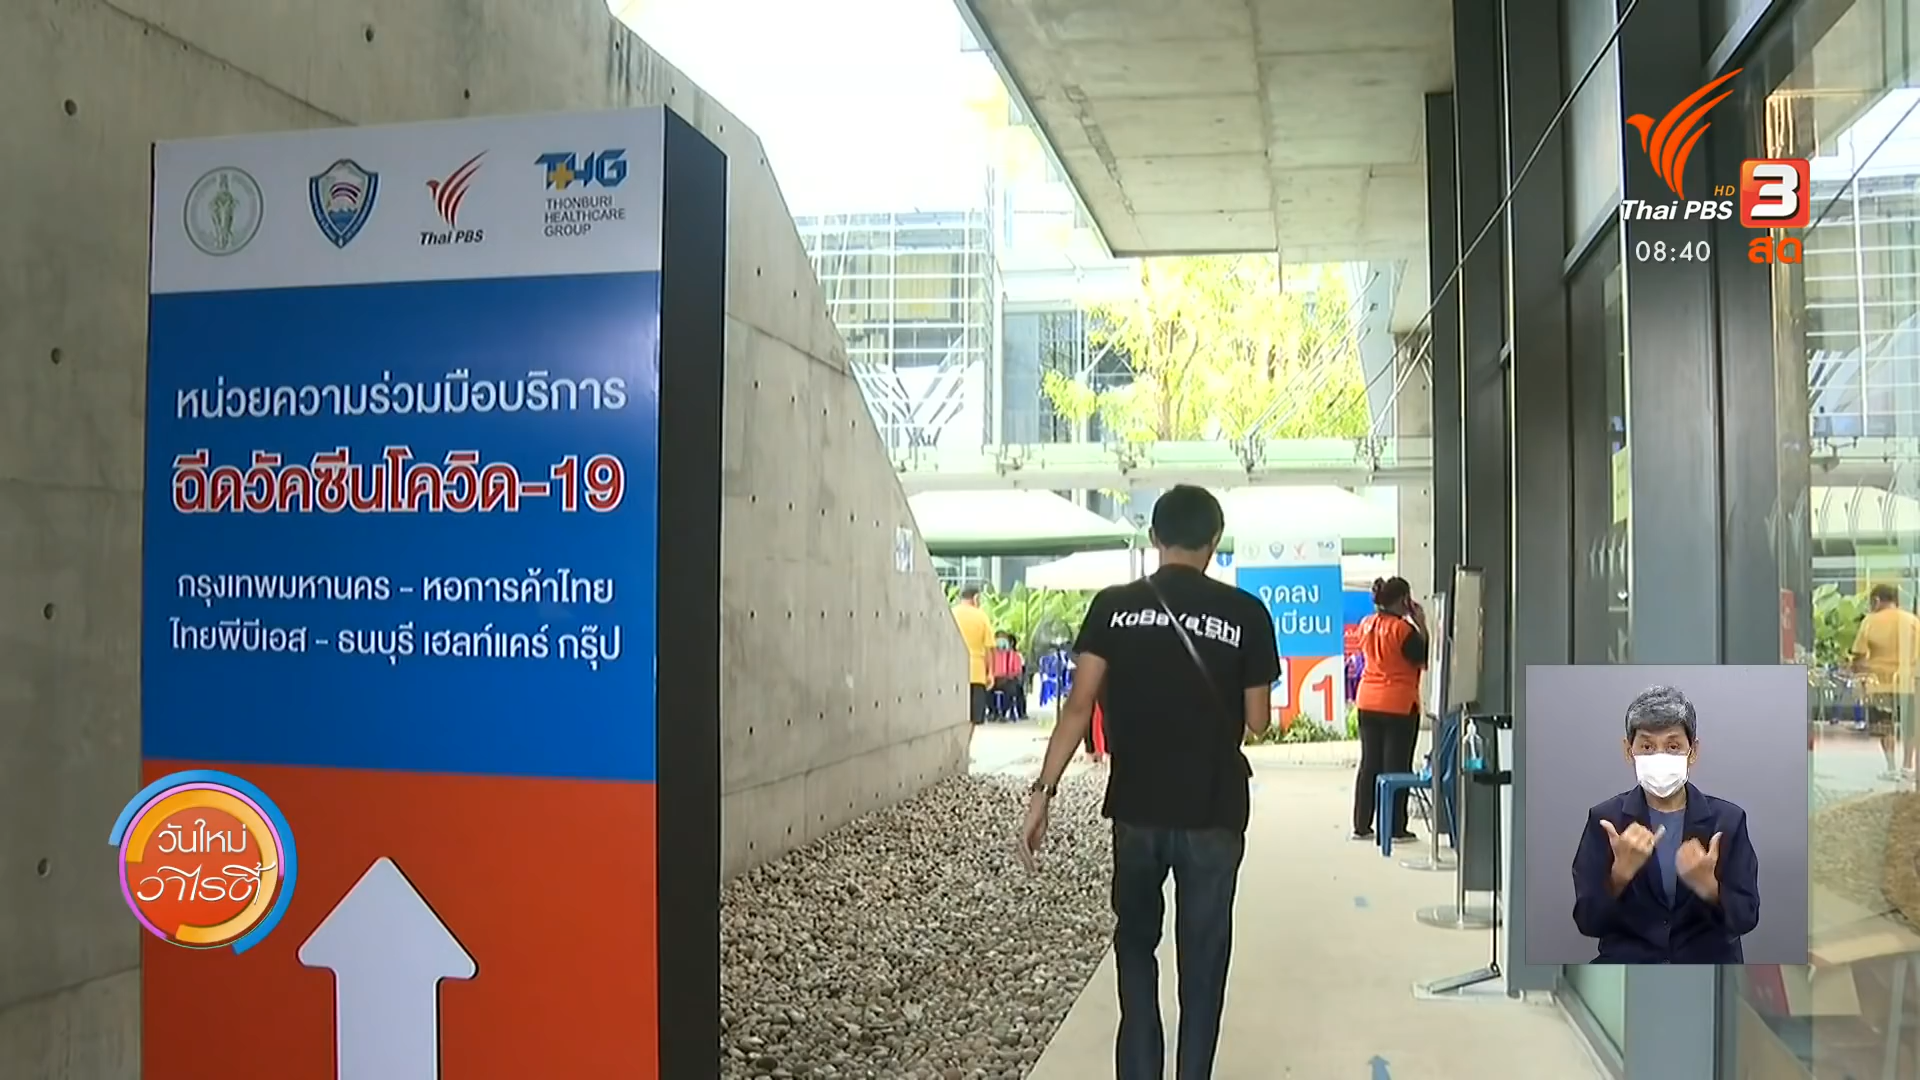 THG
THONBURI
HEALTHCARE
GROUP
Thai PBS
หน่วยความร่วมมือบริการ
ฉีดวัคซีนโควิด-19
กรุงเทพมหานคร - หอการค้าไทย
ไทยพีบีเอส - ธนบุรี เฮลท์แคร์ กรุ๊ป
วันใหม่
วาไรตี้
KoBaYa'Shi
จุดลง
เบียน
1
HD
Thai PBS
3
08:40
สด